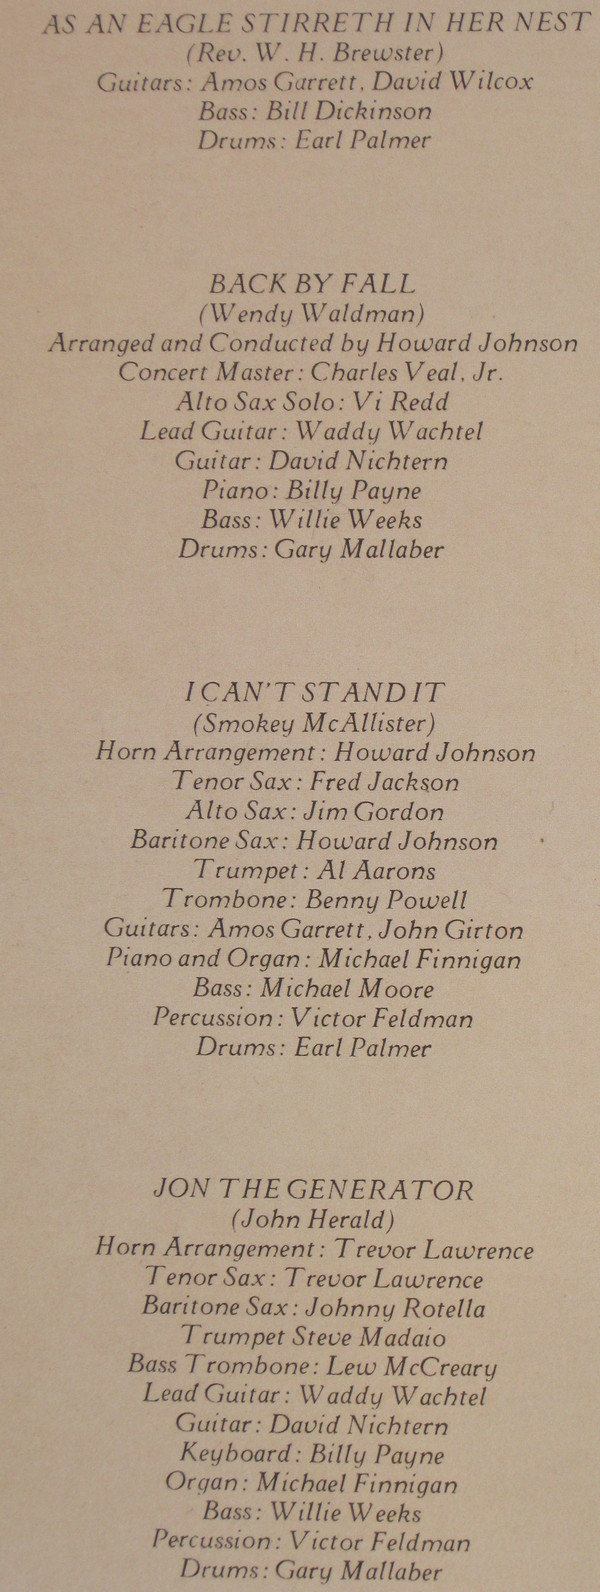 AS AN EAGLE STIRRETH IN HER NEST
(Rev. W. H. Brewster)
Guitars: Amos Garrett, David Wilcox
Bass: Bill Dickinson
Drums: Earl Palmer
BACK BY FALL
(Wendy Waldman)
Arranged and Conducted by Howard Johnson
Concert Master: Charles Veal, Jr.
Alto Sax Solo: Vi Redd
Lead Guitar: Waddy Wachtel
Guitar: David Nichtern
Piano: Billy Payne
Bass: Willie Weeks
Drums: Gary Mallaber
I CAN'T STAND IT
(Smokey McAllister)
Horn Arrangement: Howard Johnson
Tenor Sax: Fred Jackson
Alto Sax: Jim Gordon
Baritone Sax: Howard Johnson
Trumpet: Al Aarons
Trombone: Benny Powell
Guitars: Amos Garrett, John Girton
Piano and Organ: Michael Finnigan
Bass: Michael Moore
Percussion: Victor Feldman
Drums: Earl Palmer
JON THE GENERATOR
(John Herald)
Horn Arrangement: Trevor Lawrence
Tenor Sax: Trevor Lawrence
Baritone Sax: Johnny Rotella
Trumpet Steve Madaio
Bass Trombone: Lew McCreary
Lead Guitar: Waddy Wachtel
Guitar: David Nichtern
Keyboard: Billy Payne
Organ: Michael Finnigan
Bass: Willie Weeks
Percussion: Victor Feldman
Drums: Gary Mallaber